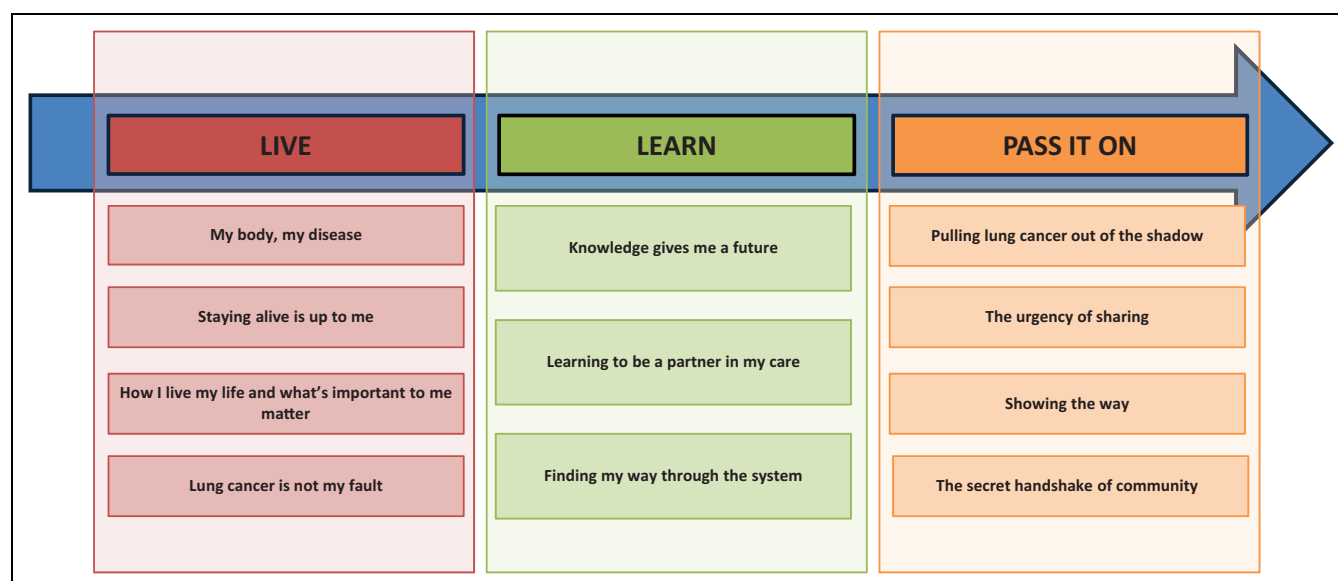 LIVE
My body, my disease
Staying alive is up to me
How I live my life and what's important to me
matter
Lung cancer is not my fault
LEARN
Knowledge gives me a future
Learning to be a partner in my care
Finding my way through the system
PASS IT ON
Pulling lung cancer out of the shadow
The urgency of sharing
Showing the way
The secret handshake of community